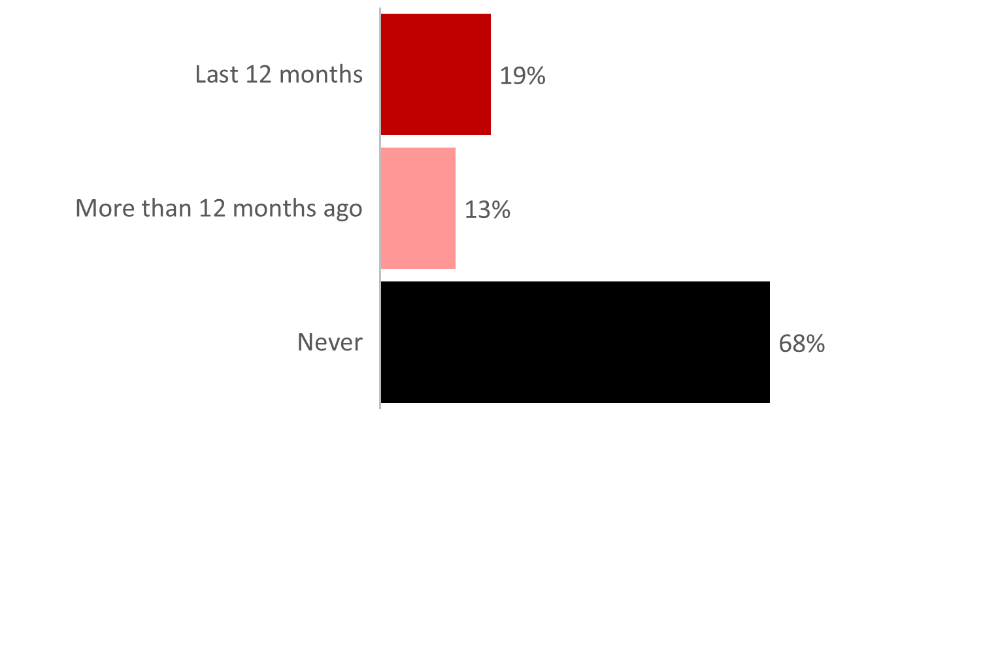 Last 12 months 19%
More than 12 months ago 13%
Never 68%